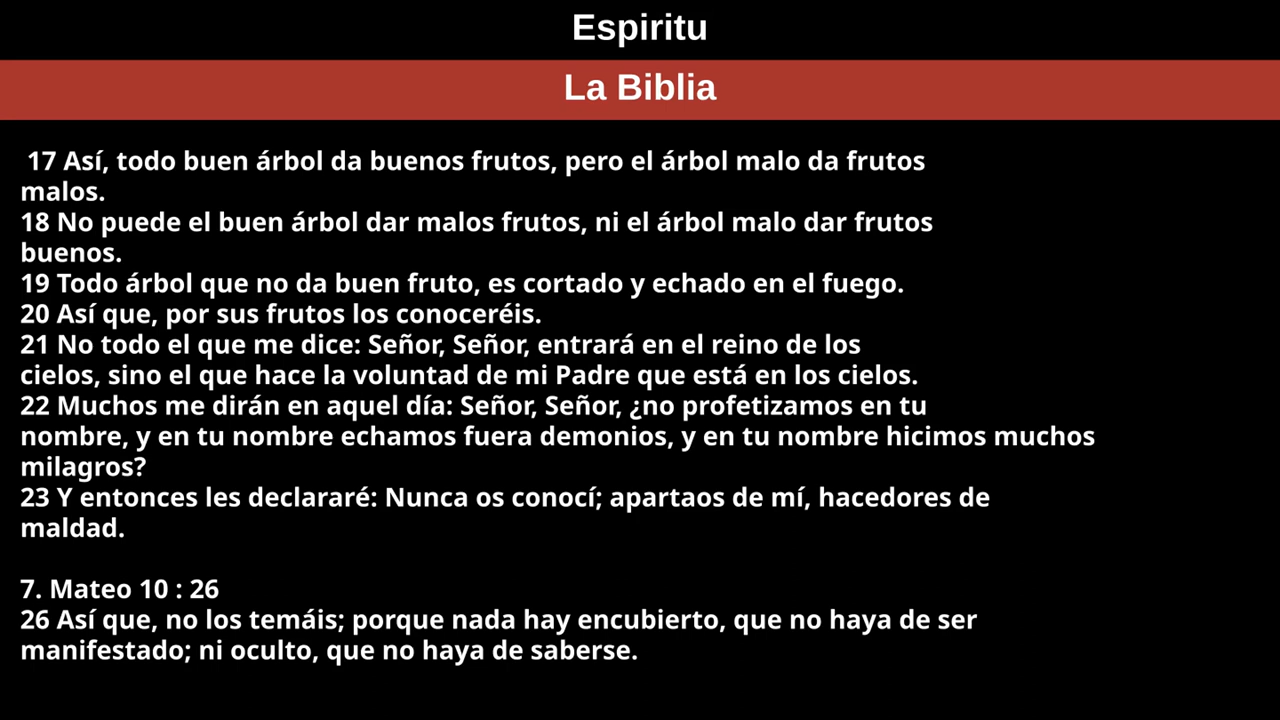 Espiritu
La Biblia
17 Así, todo buen árbol da buenos frutos, pero el árbol malo da frutos
malos.
18 No puede el buen árbol dar malos frutos, ni el árbol malo dar frutos
buenos.
19 Todo árbol que no da buen fruto, es cortado y echado en el fuego.
20 Así que, por sus frutos los conoceréis.
21 No todo el que me dice: Señor, Señor, entrará en el reino de los
cielos, sino el que hace la voluntad de mi Padre que está en los cielos.
22 Muchos me dirán en aquel día: Señor, Señor, ¿no profetizamos en tu
nombre, y en tu nombre echamos fuera demonios, y en tu nombre hicimos muchos
milagros?
23 Y entonces les declararé: Nunca os conocí; apartaos de mí, hacedores de
maldad.
7. Mateo 10 : 26
26 Así que, no los temáis; porque nada hay encubierto, que no haya de ser
manifestado; ni oculto, que no haya de saberse.